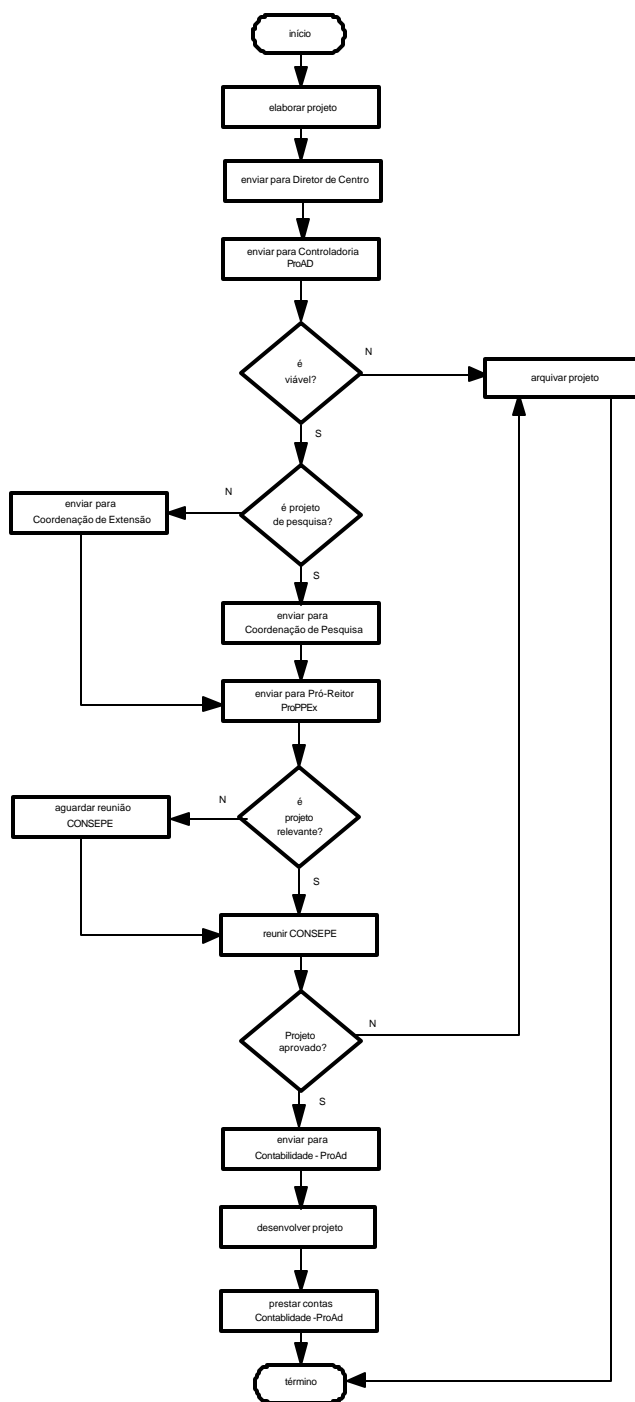 início
elaborar projeto
enviar para Diretor de Centro
enviar para Controladoria
ProAD
é
viável?
N
arquivar projeto
S
é projeto
de pesquisa?
N
enviar para
Coordenação de Extensão
S
enviar para
Coordenação de Pesquisa
enviar para Pró-Reitor
ProPPEx
é
projeto
relevante?
N
aguardar reunião
CONSEPE
S
reunir CONSEPE
Projeto
aprovado?
N
S
enviar para
Contabilidade - ProAd
desenvolver projeto
prestar contas
Contablidade -ProAd
término